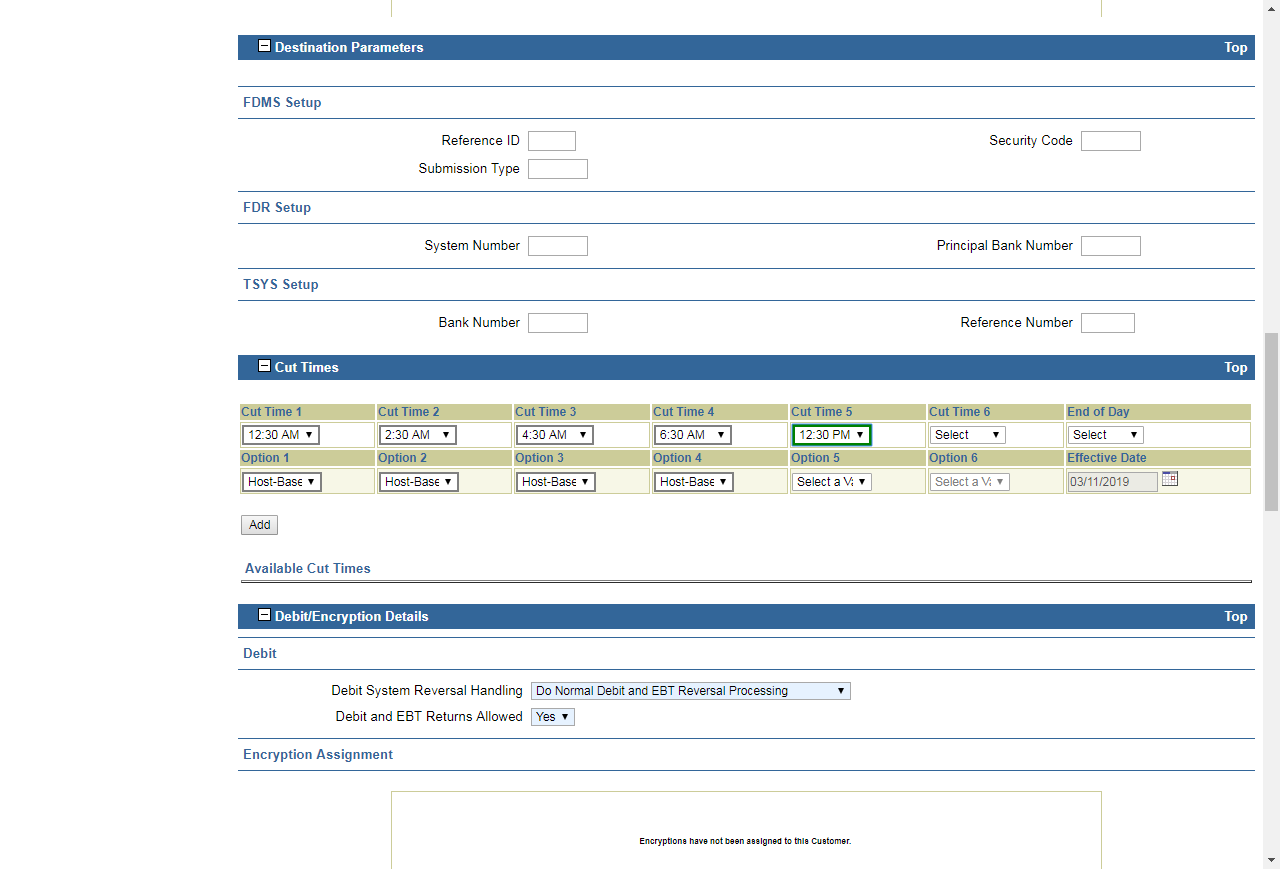 Destination Parameters Top
FDMS Setup
Reference ID Security Code
Submission Type
FDR Setup
System Number Principal Bank Number
TSYS Setup
Bank Number Reference Number
Cut Times Top
Cut Time 1 Cut Time 2 Cut Time 3 Cut Time 4 Cut Time 5 Cut Time 6 End of Day
12:30 AM 2:30 AM 4:30 AM 6:30 AM 12:30 PM Select Select
Option 1 Option 2 Option 3 Option 4 Option 5 Option 6 Effective Date
Host-Base Host-Base Host-Base Host-Base Select a Va Select a Va 03/11/2019
Add
Available Cut Times
Debit/Encryption Details Top
Debit
Debit System Reversal Handling Do Normal Debit and EBT Reversal Processing
Debit and EBT Returns Allowed Yes
Encryption Assignment
Encryptions have not been assigned to this Customer.